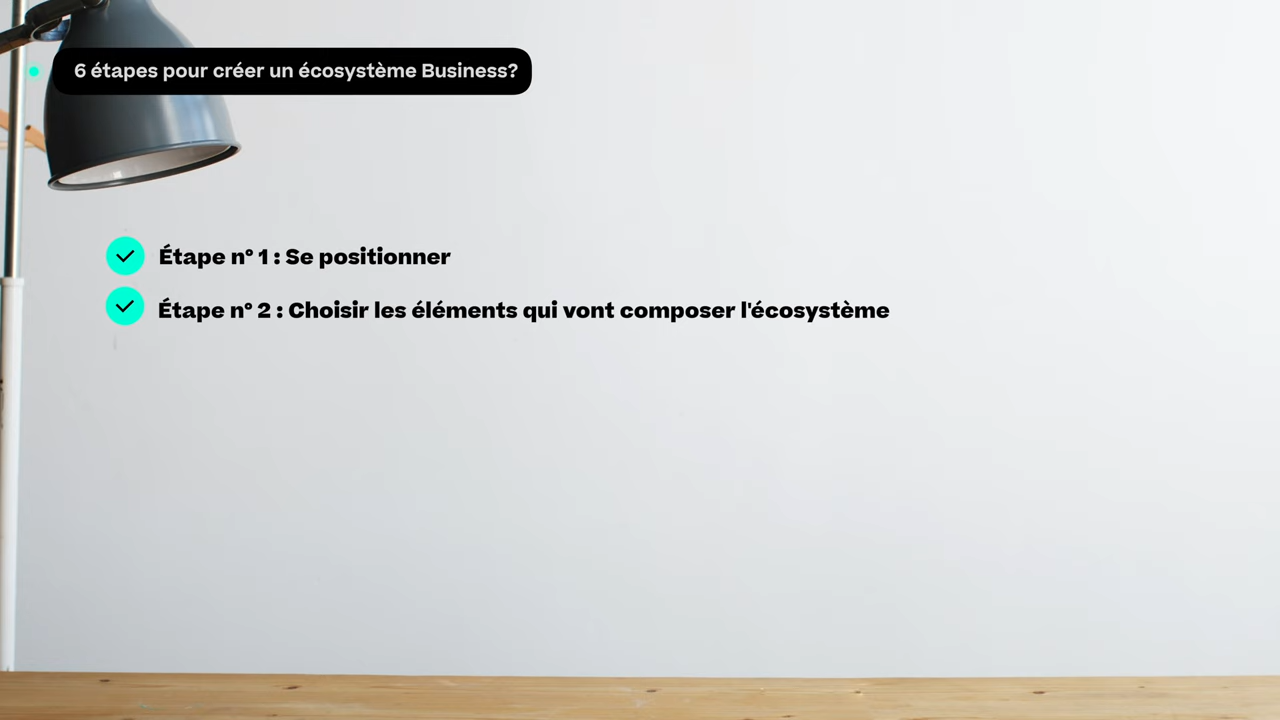 6 étapes pour créer un écosystème Business?
Étape n° 1 : Se positionner
Étape n° 2 : Choisir les éléments qui vont composer l'écosystème